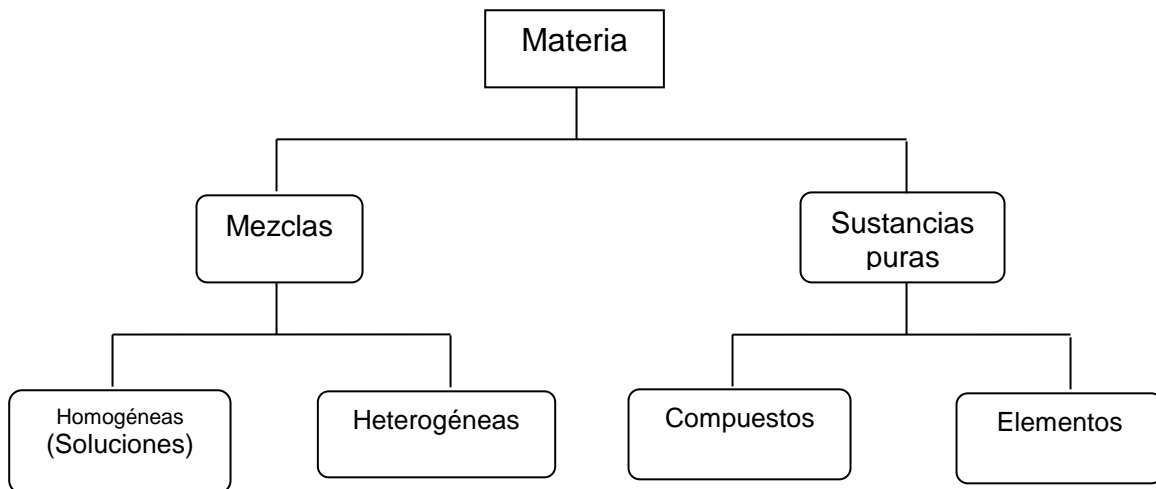 Materia
Mezclas
Sustancias
puras
Homogéneas
(Soluciones)
Heterogéneas
Compuestos
Elementos